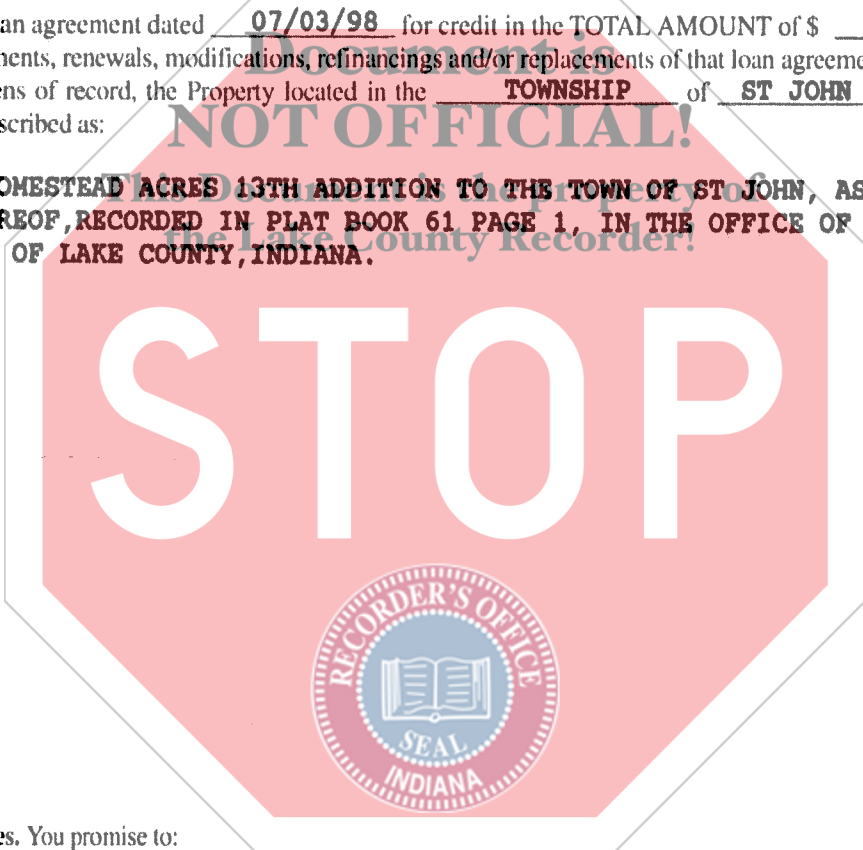 an agreement dated 07/03/98 for credit in the TOTAL AMOUNT of $
ments, renewals, modifications, refinancings and/or replacements of that loan agreeme
ens of record, the Property located in the TOWNSHIP of ST JOHN
scribed as:
Document is
NOT OFFICIAL!
This Document is the property of
the Lake County Recorder!
OMESTEAD ACRES 13TH ADDITION TO THE TOWN OF ST JOHN, AS
REOF, RECORDED IN PLAT BOOK 61 PAGE 1, IN THE OFFICE OF
OF LAKE COUNTY, INDIANA.
STOP
RECORDER'S OFFICE
SEAL
INDIANA
es. You promise to: